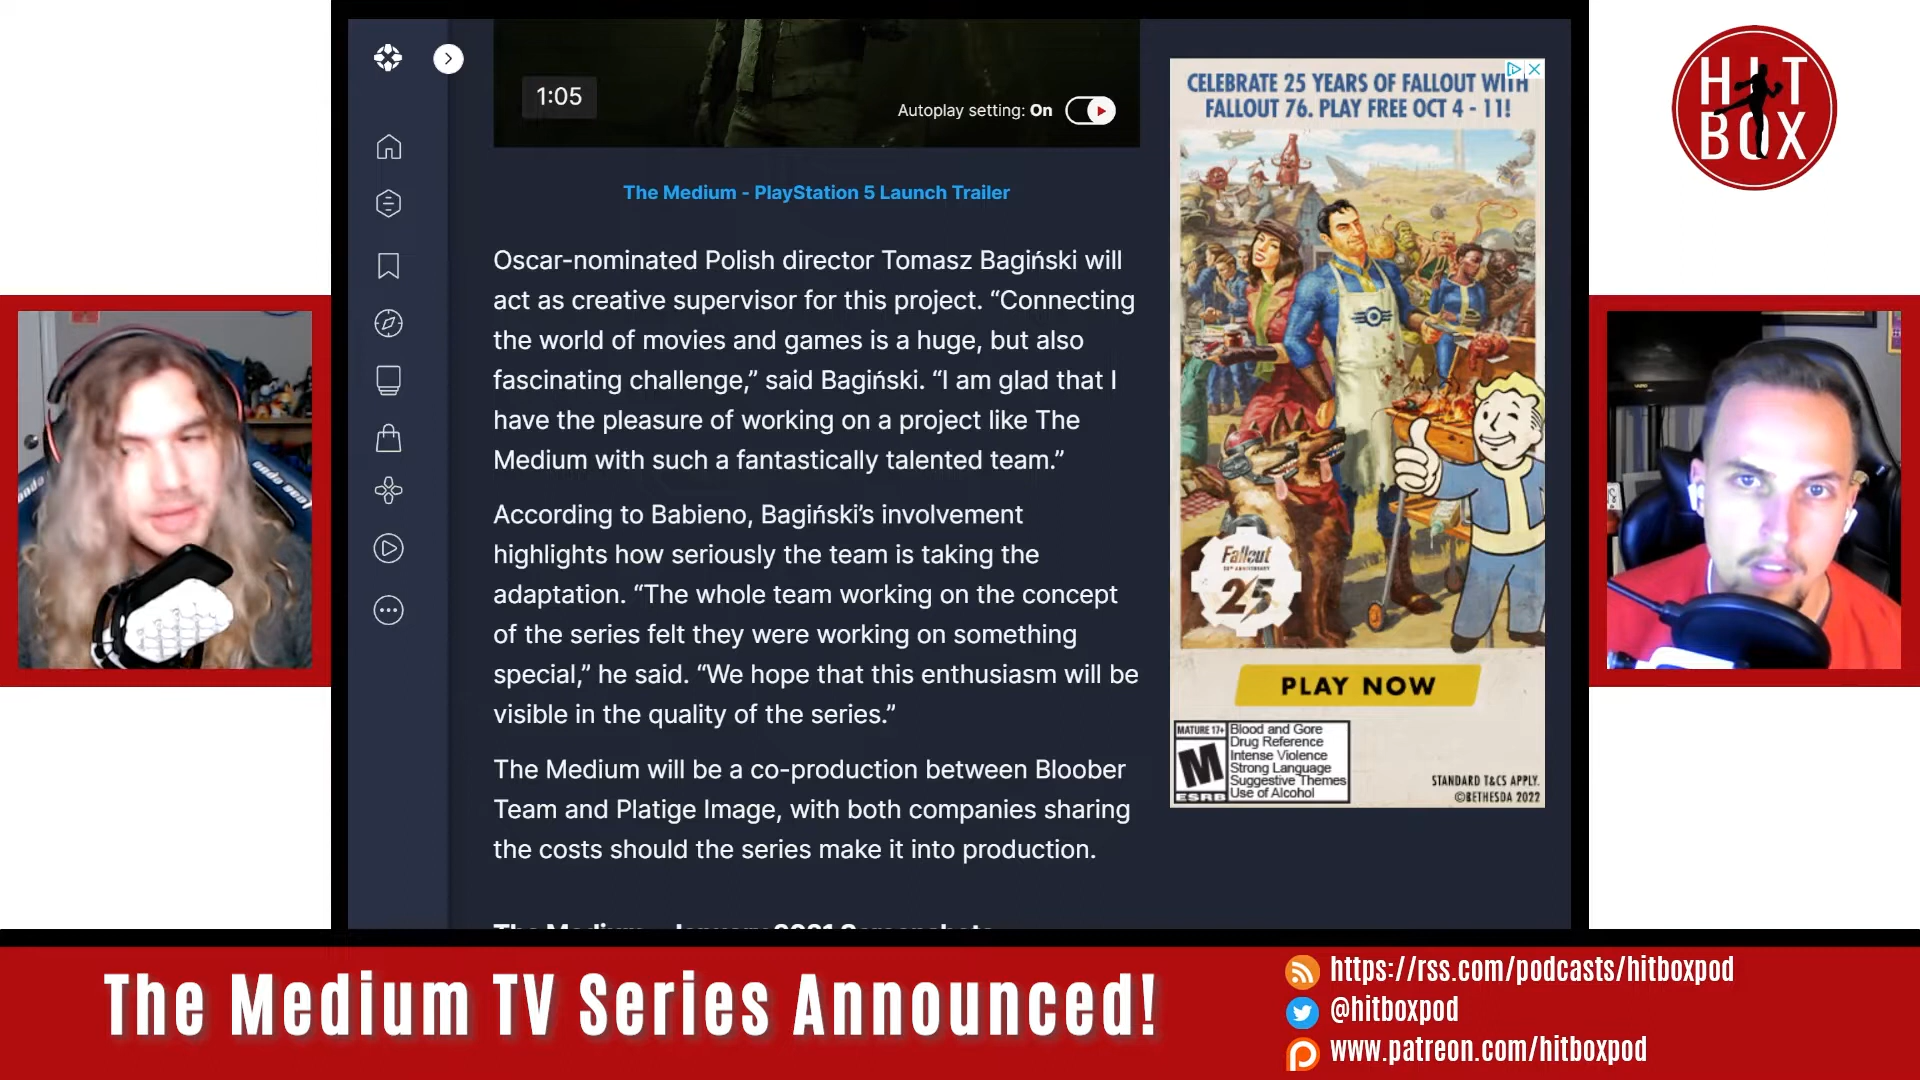 1:05
Autoplay setting: On
The Medium - PlayStation 5 Launch Trailer
Oscar-nominated Polish director Tomasz Bagiński will
act as creative supervisor for this project. “Connecting
the world of movies and games is a huge, but also
fascinating challenge,” said Bagiński. “I am glad that I
have the pleasure of working on a project like The
Medium with such a fantastically talented team.”
According to Babieno, Bagiński’s involvement
highlights how seriously the team is taking the
adaptation. “The whole team working on the concept
of the series felt they were working on something
special,” he said. “We hope that this enthusiasm will be
visible in the quality of the series.”
The Medium will be a co-production between Bloober
Team and Platige Image, with both companies sharing
the costs should the series make it into production.
The Medium - January 2021 Screenshots
CELEBRATE 25 YEARS OF FALLOUT WITH
FALLOUT 76. PLAY FREE OCT 4 - 11!
Fallout
25
PLAY NOW
MATURE 17+
M
ESRB
Blood and Gore
Drug Reference
Intense Violence
Strong Language
Suggestive Themes
Use of Alcohol
STANDARD T&CS APPLY.
©BETHESDA 2022
HIT
BOX
The Medium TV Series Announced!
https://rss.com/podcasts/hitboxpod
@hitboxpod
www.patreon.com/hitboxpod